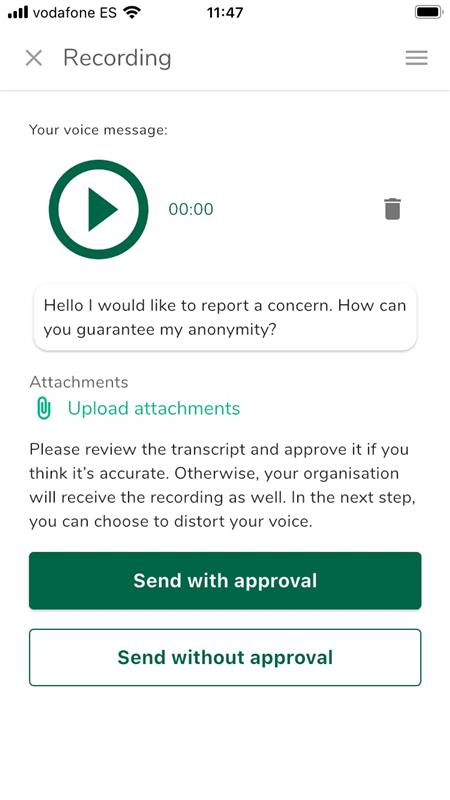 vodafone ES
11:47
Recording
Your voice message:
00:00
Hello I would like to report a concern. How can
you guarantee my anonymity?
Attachments
Upload attachments
Please review the transcript and approve it if you
think it’s accurate. Otherwise, your organisation
will receive the recording as well. In the next step,
you can choose to distort your voice.
Send with approval
Send without approval